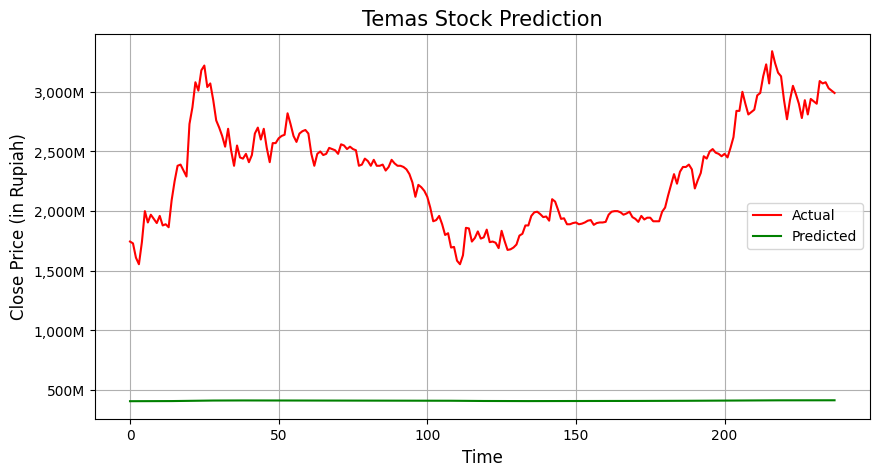 Temas Stock Prediction
Close Price (in Rupiah)
3,000M
2,500M
2,000M
1,500M
1,000M
500M
Actual
Predicted
0
50
100
150
200
Time